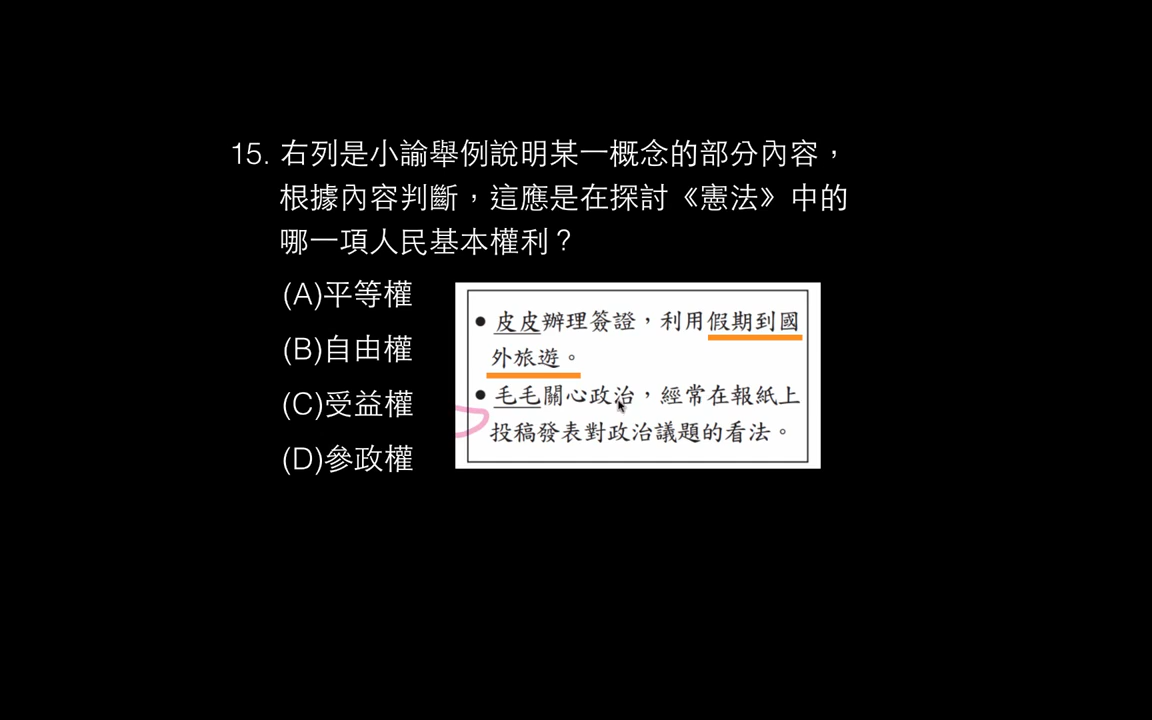 15. 右列是小諭舉例說明某一概念的部分內容，
根據內容判斷，這應是在探討《憲法》中的
哪一項人民基本權利？
(A)平等權
(B)自由權
(C)受益權
(D)參政權
●皮皮辦理簽證，利用假期到國
外旅遊。
●毛毛關心政治，經常在報紙上
投稿發表對政治議題的看法。